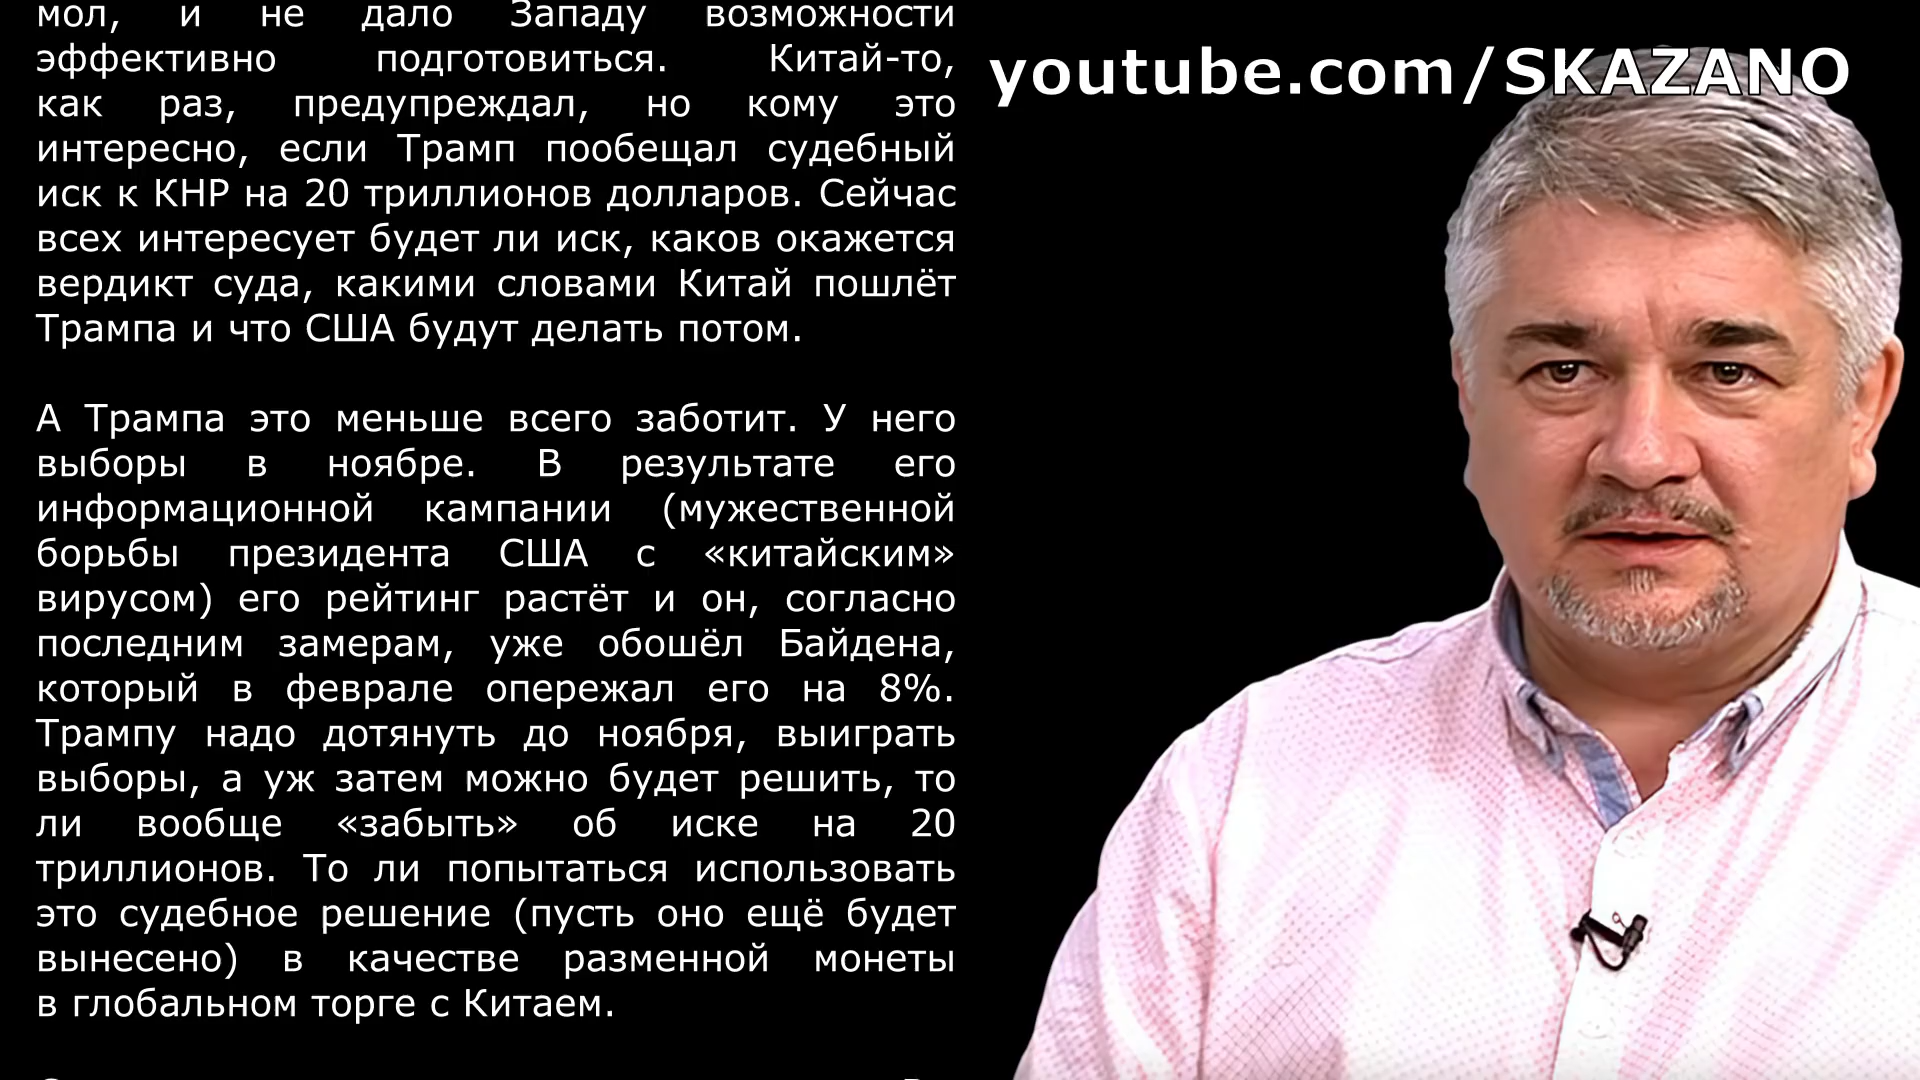 мол, и не дало Западу возможности
эффективно подготовиться. Китай-то,
как раз, предупреждал, но кому это
интересно, если Трамп пообещал судебный
иск к КНР на 20 триллионов долларов. Сейчас
всех интересует будет ли иск, каков окажется
вердикт суда, какими словами Китай пошлёт
Трампа и что США будут делать потом.
А Трампа это меньше всего заботит. У него
выборы в ноябре. В результате его
информационной кампании (мужественной
борьбы президента США с «китайским»
вирусом) его рейтинг растёт и он, согласно
последним замерам, уже обошёл Байдена,
который в феврале опережал его на 8%.
Трампу надо дотянуть до ноября, выиграть
выборы, а уж затем можно будет решить, то
ли вообще «забыть» об иске на 20
триллионов. То ли попытаться использовать
это судебное решение (пусть оно ещё будет
вынесено) в качестве разменной монеты
в глобальном торге с Китаем.
youtube.com/SKAZANO